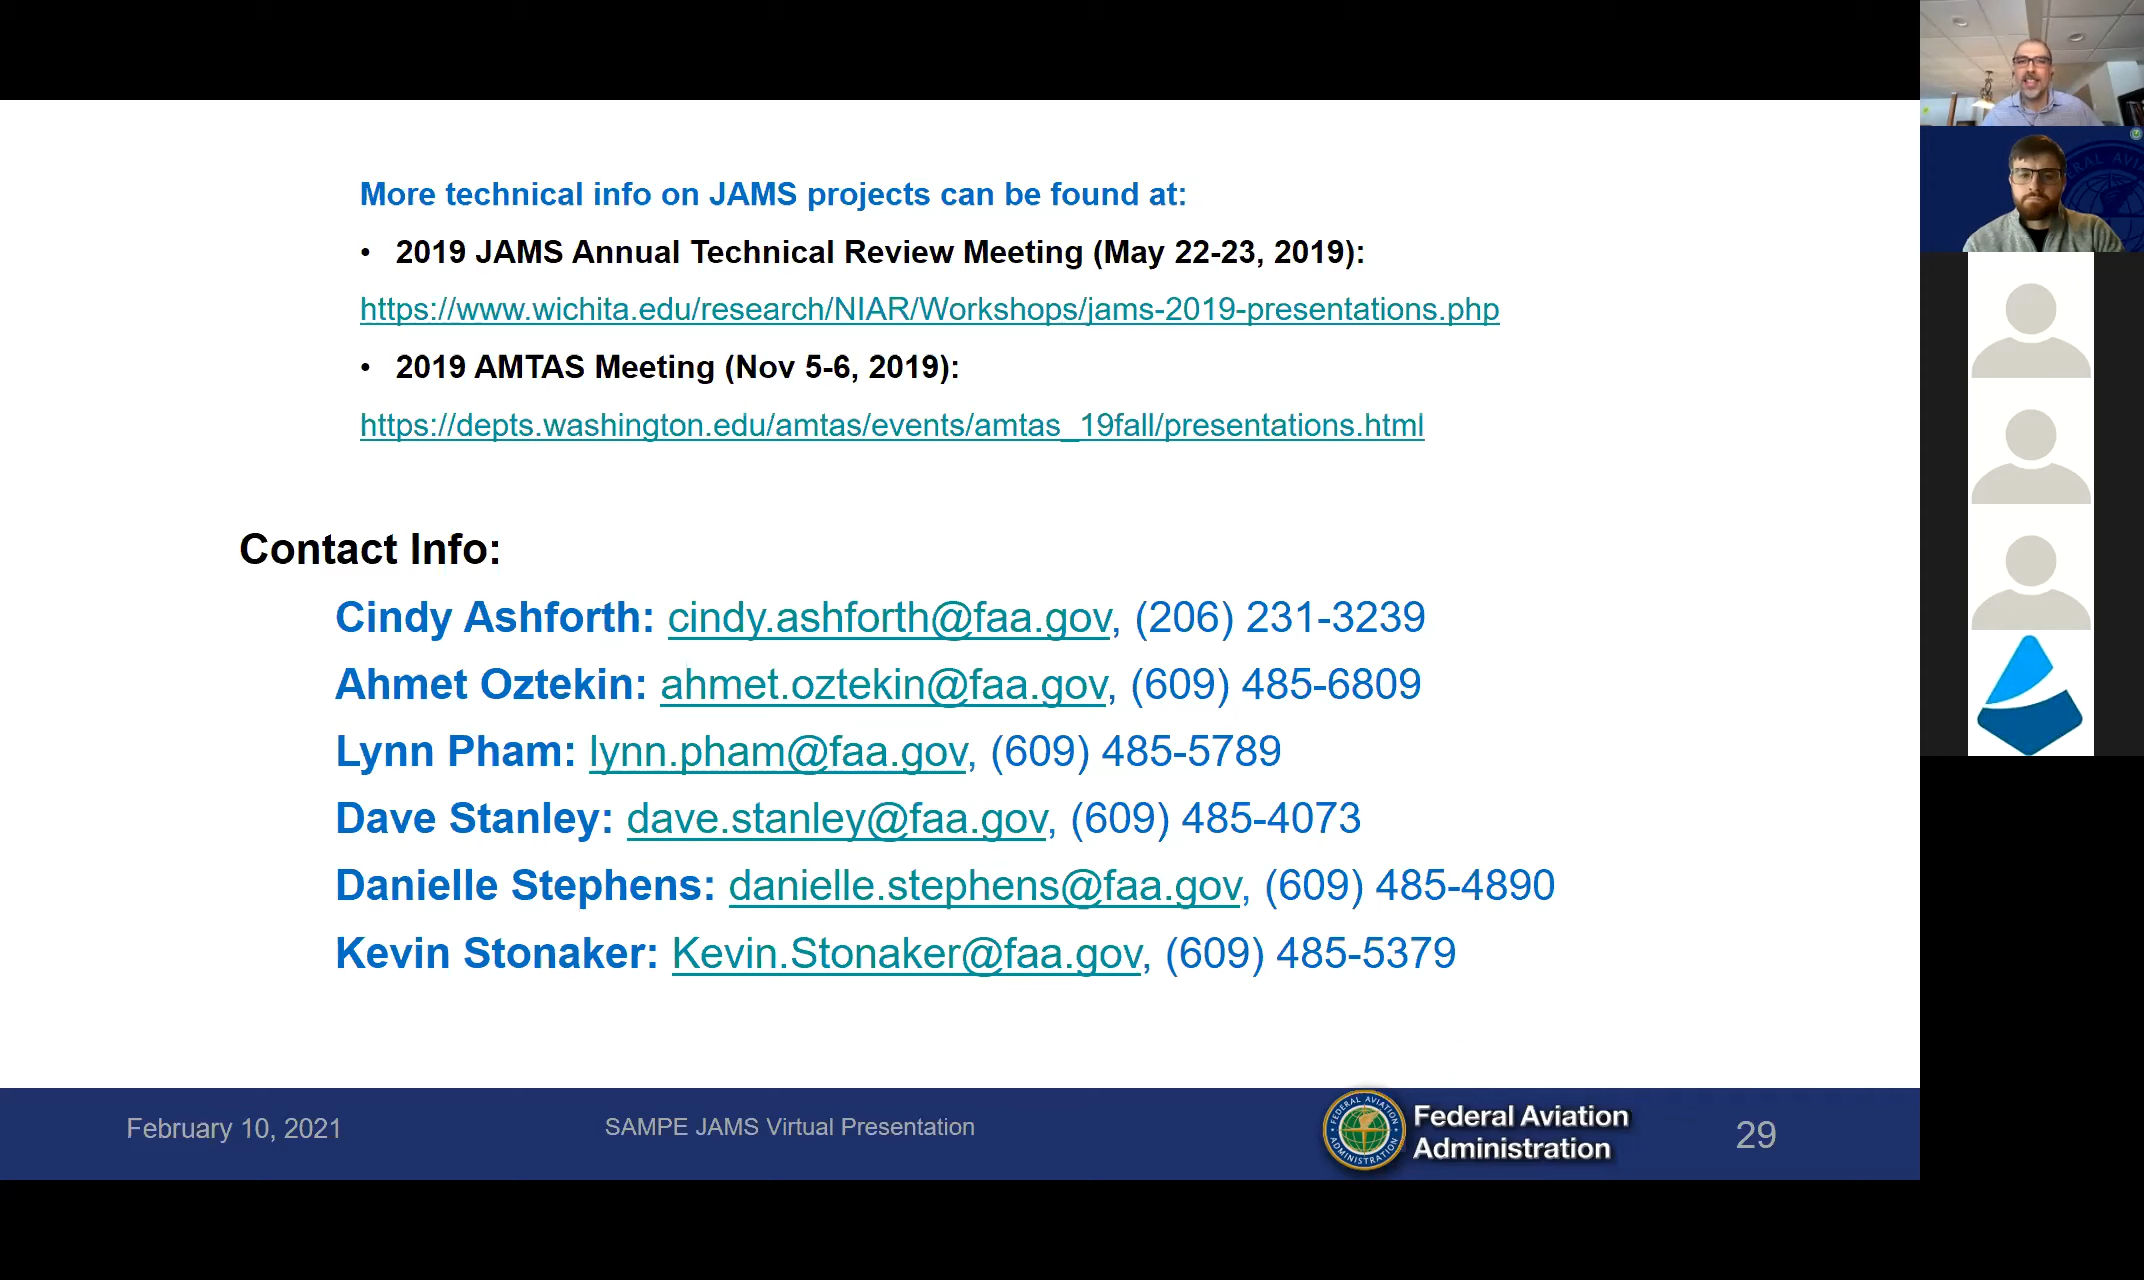 More technical info on JAMS projects can be found at:
• 2019 JAMS Annual Technical Review Meeting (May 22-23, 2019):
https://www.wichita.edu/research/NIAR/Workshops/jams-2019-presentations.php
• 2019 AMTAS Meeting (Nov 5-6, 2019):
https://depts.washington.edu/amtas/events/amtas_19fall/presentations.html
Contact Info:
Cindy Ashforth: cindy.ashforth@faa.gov, (206) 231-3239
Ahmet Oztekin: ahmet.oztekin@faa.gov, (609) 485-6809
Lynn Pham: lynn.pham@faa.gov, (609) 485-5789
Dave Stanley: dave.stanley@faa.gov, (609) 485-4073
Danielle Stephens: danielle.stephens@faa.gov, (609) 485-4890
Kevin Stonaker: Kevin.Stonaker@faa.gov, (609) 485-5379
February 10, 2021
SAMPE JAMS Virtual Presentation
FEDERAL AVIATION
ADMINISTRATION
Federal Aviation
Administration
29